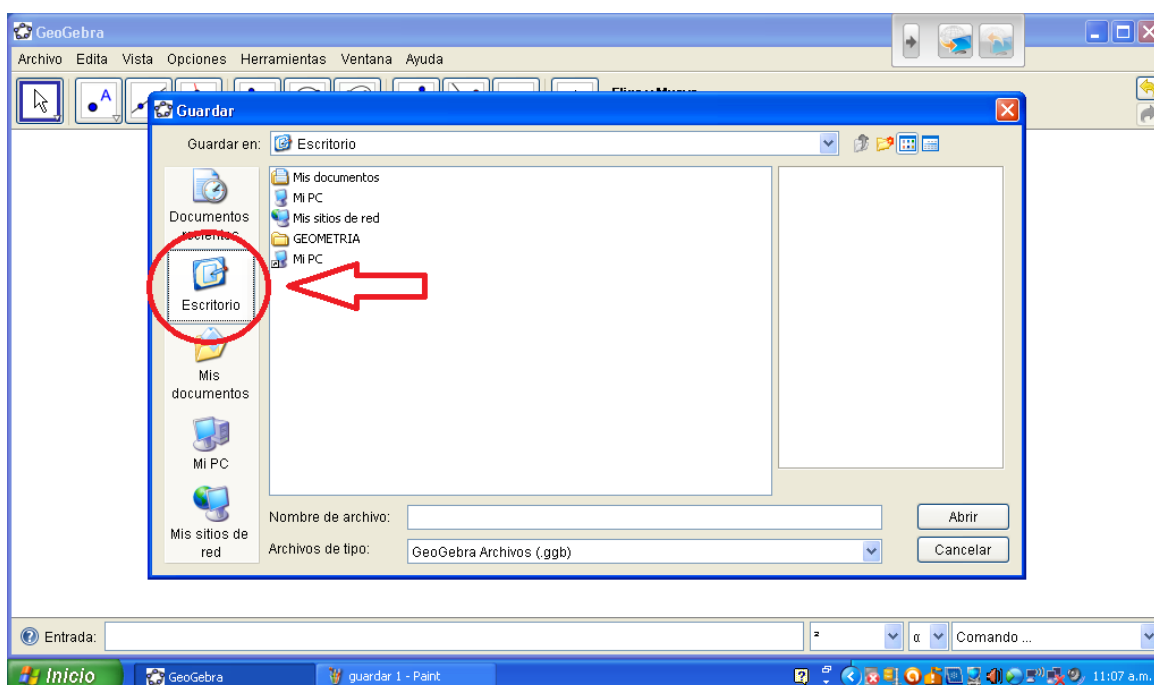 GeoGebra
Archivo Edita Vista Opciones Herramientas Ventana Ayuda
A
Guardar
Guardar en: Escritorio
Mis documentos
Mi PC
Mis sitios de red
GEOMETRIA
Mi PC
Documentos
recientes
Escritorio
Mis
documentos
Mi PC
Mis sitios de
red
Nombre de archivo:
Abrir
Archivos de tipo: GeoGebra Archivos (.ggb)
Cancelar
Entrada: ² α Comando ...
Inicio GeoGebra guardar 1 - Paint 11:07 a.m.